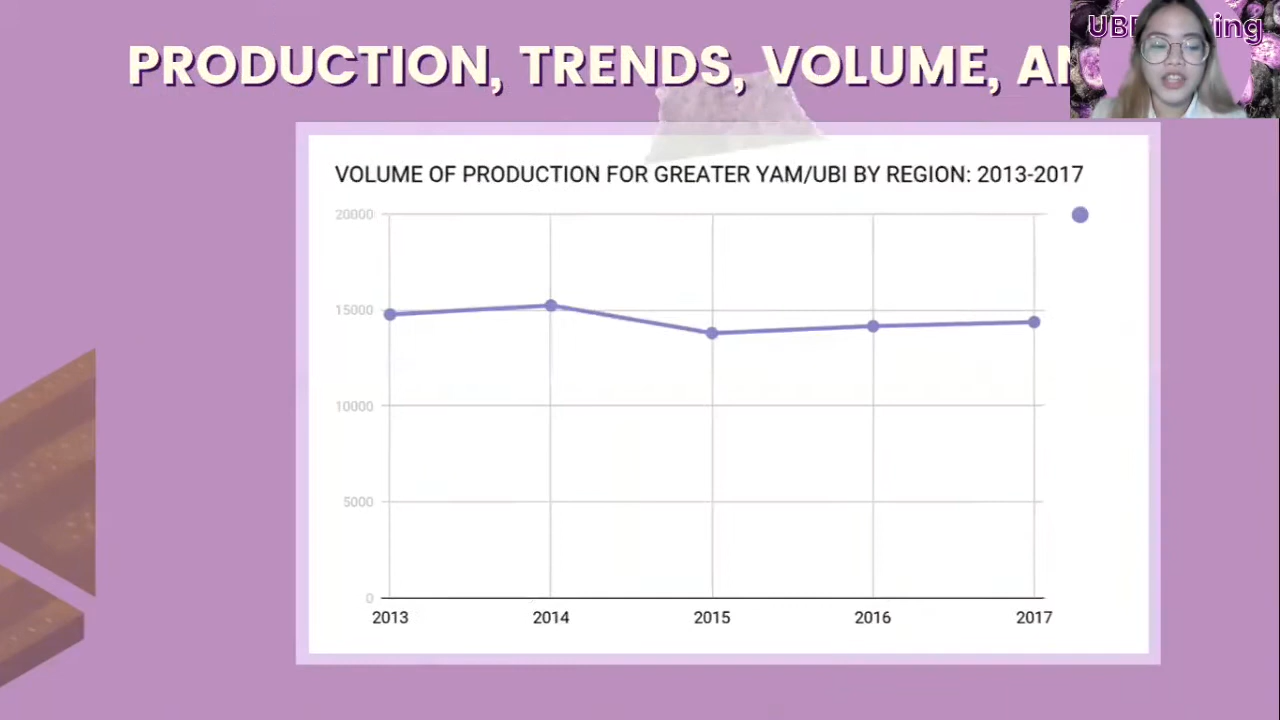 PRODUCTION, TRENDS, VOLUME,
VOLUME OF PRODUCTION FOR GREATER YAM/UBI BY REGION: 2013-2017
20000
15000
10000
5000
0
2013 2014 2015 2016 2017